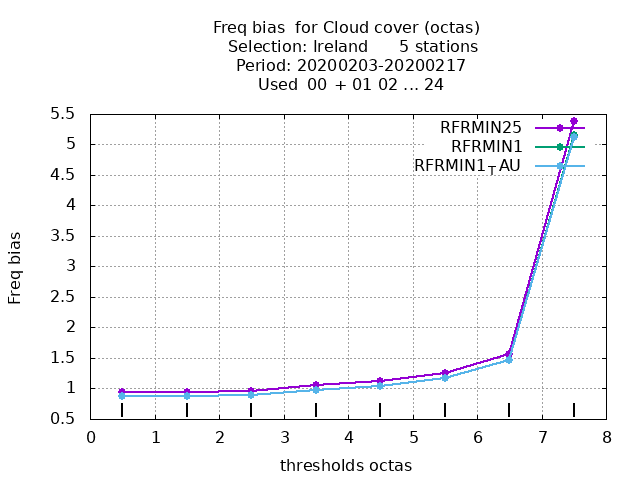 Freq bias  for Cloud cover (octas)
Selection: Ireland      5 stations
Period: 20200203-20200217
Used  00  + 01 02 ... 24
5.5
5
4.5
4
3.5
3
2.5
2
1.5
1
0.5
Freq bias
RFRMIN25
RFRMIN1
RFRMIN1TAU
0 1 2 3 4 5 6 7 8
thresholds octas